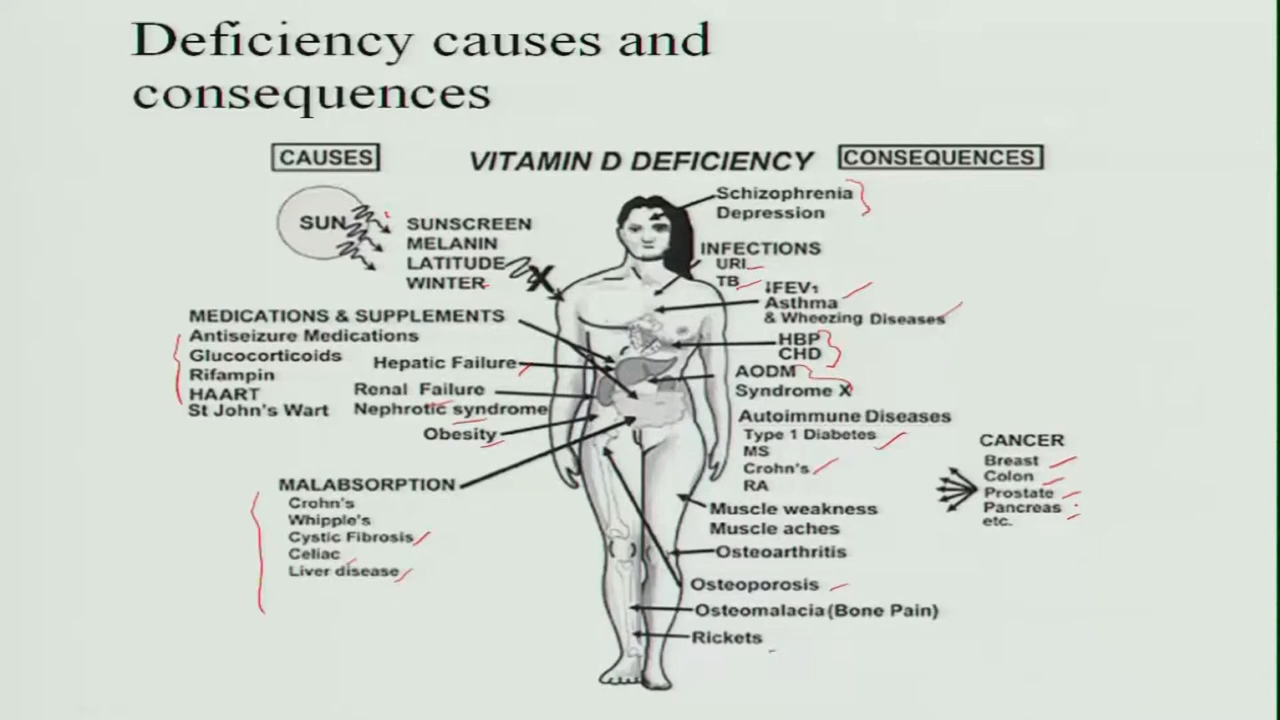 Deficiency causes and
consequences
CAUSES
VITAMIN D DEFICIENCY
CONSEQUENCES
SUN
SUNSCREEN
MELANIN
LATITUDE
WINTER
X
MEDICATIONS & SUPPLEMENTS
Antiseizure Medications
Glucocorticoids
Rifampin
HAART
St John's Wart
Hepatic Failure
Renal Failure
Nephrotic syndrome
Obesity
MALABSORPTION
Crohn's
Whipple's
Cystic Fibrosis
Celiac
Liver disease
Schizophrenia
Depression
INFECTIONS
URI
TB
↓FEV₁
Asthma
& Wheezing Diseases
HBP
CHD
AODM
Syndrome X
Autoimmune Diseases
Type 1 Diabetes
MS
Crohn's
RA
Muscle weakness
Muscle aches
Osteoarthritis
Osteoporosis
Osteomalacia (Bone Pain)
Rickets
CANCER
Breast
Colon
Prostate
Pancreas
etc.